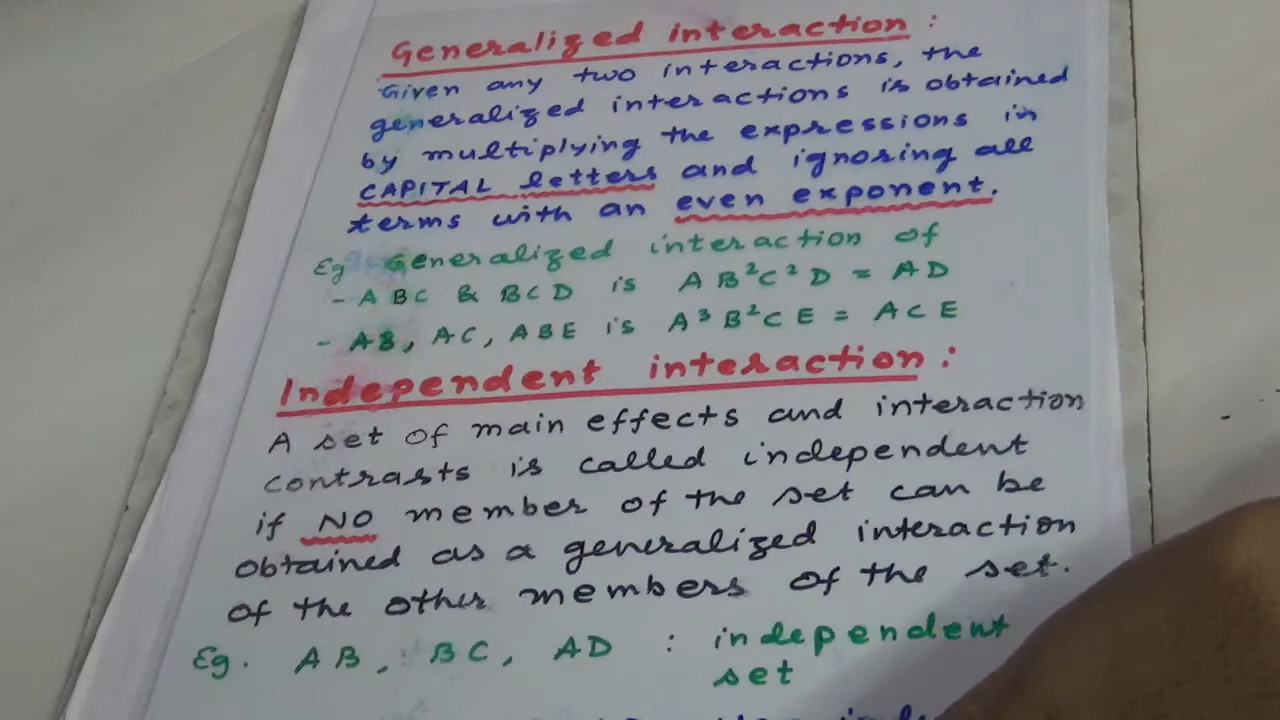 Generalized interaction :
Given any two interactions, the
generalized interactions is obtained
by multiplying the expressions in
CAPITAL letters and ignoring all
terms with an even exponent.
Eg Generalized interaction of
- ABC & BCD is AB²C²D = AD
- AB, AC, ABE is A³B²CE = ACE
Independent interaction :
A set of main effects and interaction
contrasts is called independent
if NO member of the set can be
obtained as a generalized interaction
of the other members of the set.
Eg. AB, BC, AD : independent
set